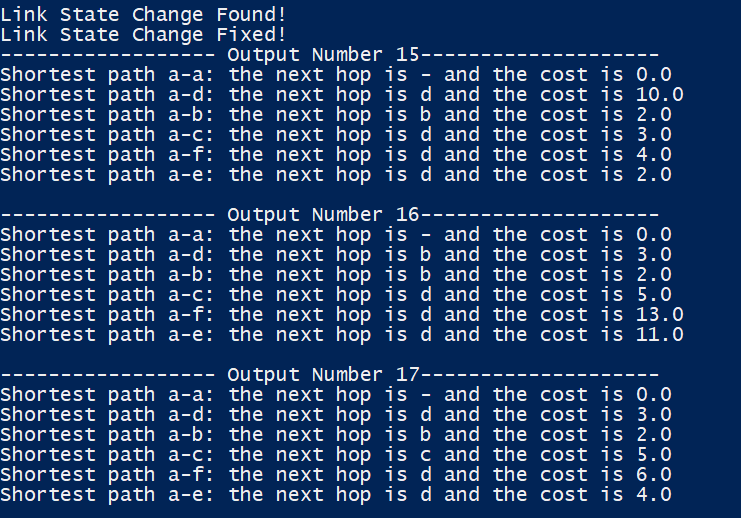 Link State Change Found!
Link State Change Fixed!
------------------ Output Number 15--------------------
Shortest path a-a: the next hop is - and the cost is 0.0
Shortest path a-d: the next hop is d and the cost is 10.0
Shortest path a-b: the next hop is b and the cost is 2.0
Shortest path a-c: the next hop is d and the cost is 3.0
Shortest path a-f: the next hop is d and the cost is 4.0
Shortest path a-e: the next hop is d and the cost is 2.0
------------------ Output Number 16--------------------
Shortest path a-a: the next hop is - and the cost is 0.0
Shortest path a-d: the next hop is b and the cost is 3.0
Shortest path a-b: the next hop is b and the cost is 2.0
Shortest path a-c: the next hop is d and the cost is 5.0
Shortest path a-f: the next hop is d and the cost is 13.0
Shortest path a-e: the next hop is d and the cost is 11.0
------------------ Output Number 17--------------------
Shortest path a-a: the next hop is - and the cost is 0.0
Shortest path a-d: the next hop is d and the cost is 3.0
Shortest path a-b: the next hop is b and the cost is 2.0
Shortest path a-c: the next hop is c and the cost is 5.0
Shortest path a-f: the next hop is d and the cost is 6.0
Shortest path a-e: the next hop is d and the cost is 4.0